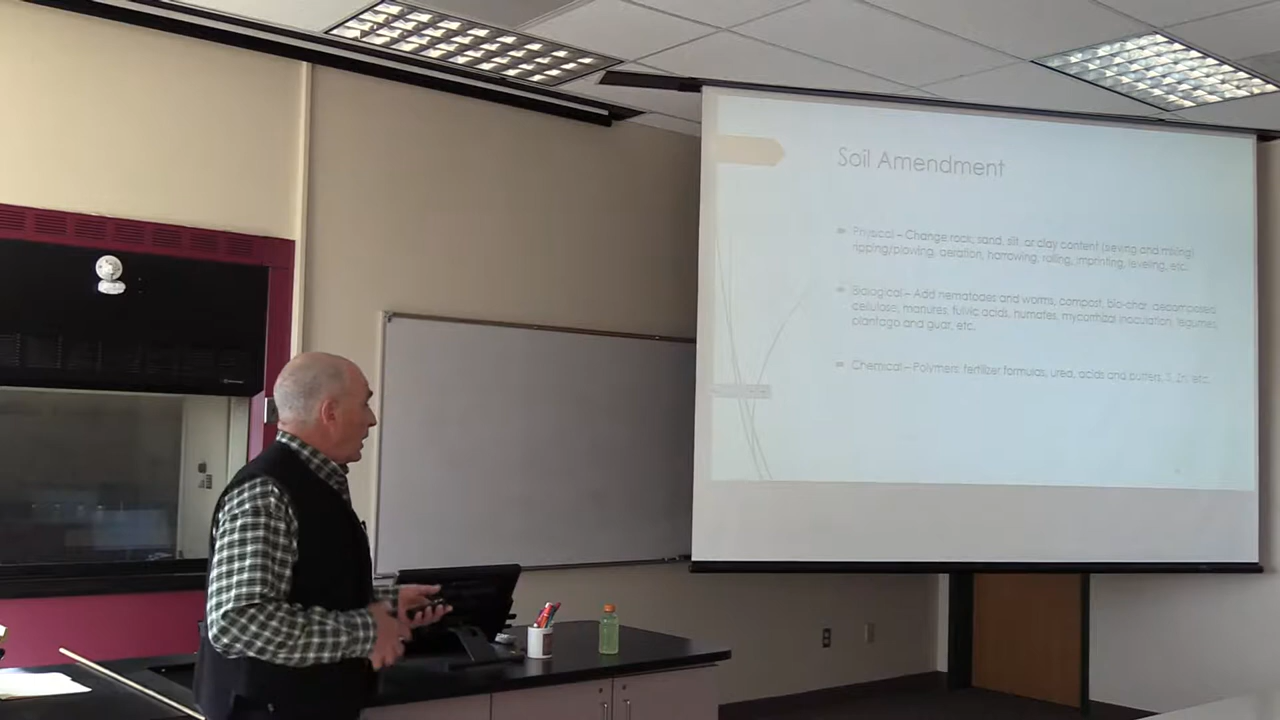 Soil Amendment
Physical – Change rock, sand, silt, or clay content (sieving and mixing)
ripping/plowing, aeration, harrowing, rolling, imprinting, leveling, etc.
Biological – Add nematodes and worms, compost, bio-char, decomposed
cellulase, manures, fulvic acids, humates, mycorrhizal inoculation, legumes,
plantago and guar, etc.
Chemical – Polymers, fertilizer formulas, urea, acids and buffers, S, Zn, etc.